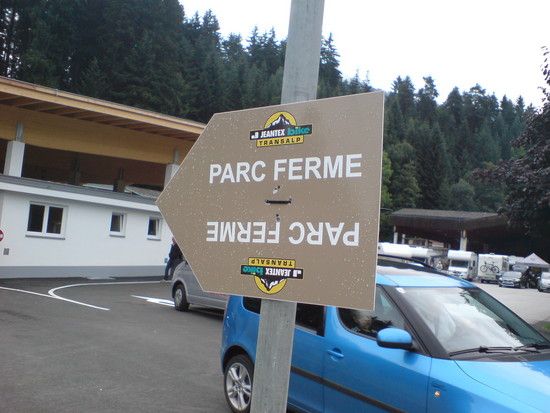 JEANTEX bike
TRANSALP
PARC FERME
PARC FERME
JEANTEX bike
TRANSALP